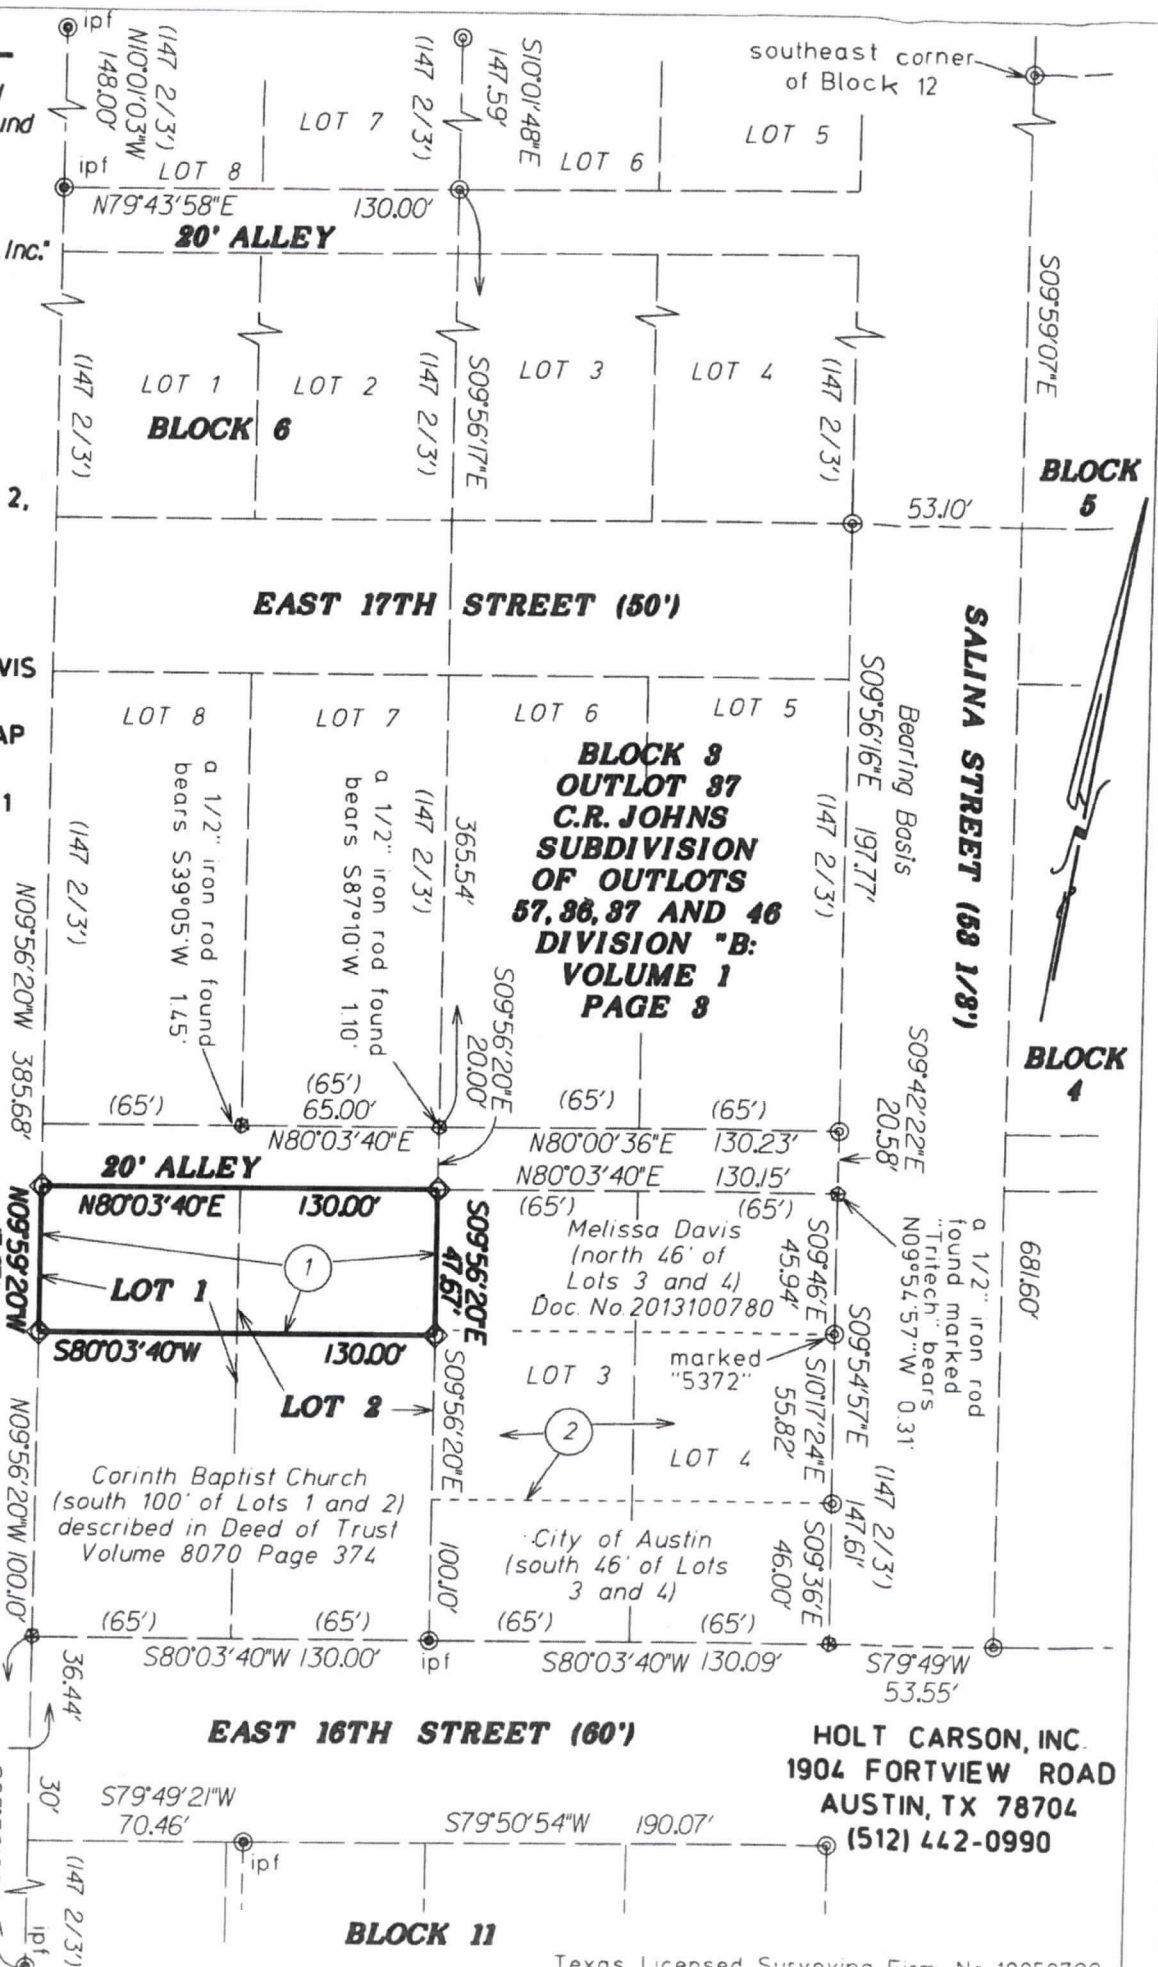 ipf
(147 2/3')
N10°01'03"W
148.00'
(147 2/3')
S10°01'48"E
147.59'
southeast corner
of Block 12
und
LOT 7
LOT 5
LOT 6
ipf
LOT 8
N79°43'58"E 130.00'
20' ALLEY
Inc."
S09°59'07"E
(147 2/3')
LOT 1
LOT 2
(147 2/3')
S09°56'17"E
LOT 3
LOT 4
(147 2/3')
BLOCK 6
BLOCK
5
2,
53.10'
EAST 17TH STREET (50')
SALINA STREET (53 1/3')
VIS
AP
1
LOT 8
LOT 7
LOT 6
LOT 5
S09°56'16"E 197.77'
Bearing Basis
(147 2/3')
BLOCK 3
OUTLOT 37
C.R. JOHNS
SUBDIVISION
OF OUTLOTS
57, 36, 37 AND 46
DIVISION "B:
VOLUME 1
PAGE 3
a 1/2" iron rod found
bears S39°05'W 1.45'
a 1/2" iron rod found
bears S87°10'W 1.10'
(147 2/3')
365.54'
(147 2/3')
N09°56'20"W 385.68'
S09°56'20"E
20.00'
S09°42'22"E
20.58'
BLOCK
4
(65')
(65')
65.00'
N80°03'40"E
(65')
(65')
N80°00'36"E 130.23'
20' ALLEY
N80°03'40"E 130.15'
N80°03'40"E 130.00'
(65')
(65')
N09°59'20"W
1
LOT 1
S09°56'20"E
47.67'
Melissa Davis
(north 46' of
Lots 3 and 4)
Doc. No.2013100780
S09°46'E
45.94'
a 1/2" iron rod
found marked
"Tritech" bears
N09°54'57"W 0.31'
681.60'
S80°03'40"W 130.00'
LOT 2
S09°56'20"E
100.10'
LOT 3
marked
"5372"
S10°17'24"E
55.82'
S09°54'57"E (147 2/3')
147.61'
2
LOT 4
N09°56'20"W 100.10'
Corinth Baptist Church
(south 100' of Lots 1 and 2)
described in Deed of Trust
Volume 8070 Page 374
City of Austin
(south 46' of Lots
3 and 4)
S09°36'E
46.00'
(65')
(65')
(65')
(65')
S80°03'40"W 130.00'
ipf
S80°03'40"W 130.09'
S79°49'W
53.55'
36.44'
EAST 16TH STREET (60')
HOLT CARSON, INC.
1904 FORTVIEW ROAD
AUSTIN, TX 78704
(512) 442-0990
30'
S79°49'21"W
70.46'
S79°50'54"W 190.07'
ipf
(147 2/3')
ipf
BLOCK 11
Texas Licensed Surveying Firm